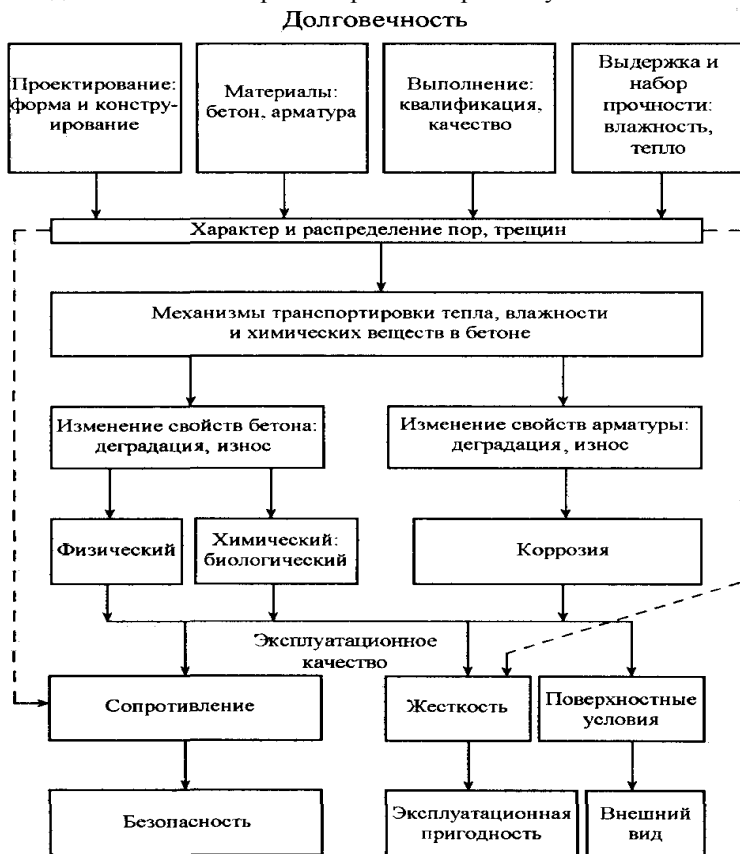 Долговечность
Проектирование:
форма и констру-
ирование
Материалы:
бетон, арматура
Выполнение:
квалификация,
качество
Выдержка и
набор
прочности:
влажность,
тепло
Характер и распределение пор, трещин
Механизмы транспортировки тепла, влажности
и химических веществ в бетоне
Изменение свойств бетона:
деградация, износ
Изменение свойств арматуры:
деградация, износ
Физический
Химический:
биологический
Коррозия
Эксплуатационное
качество
Сопротивление
Жесткость
Поверхностные
условия
Безопасность
Эксплуатационная
пригодность
Внешний
вид